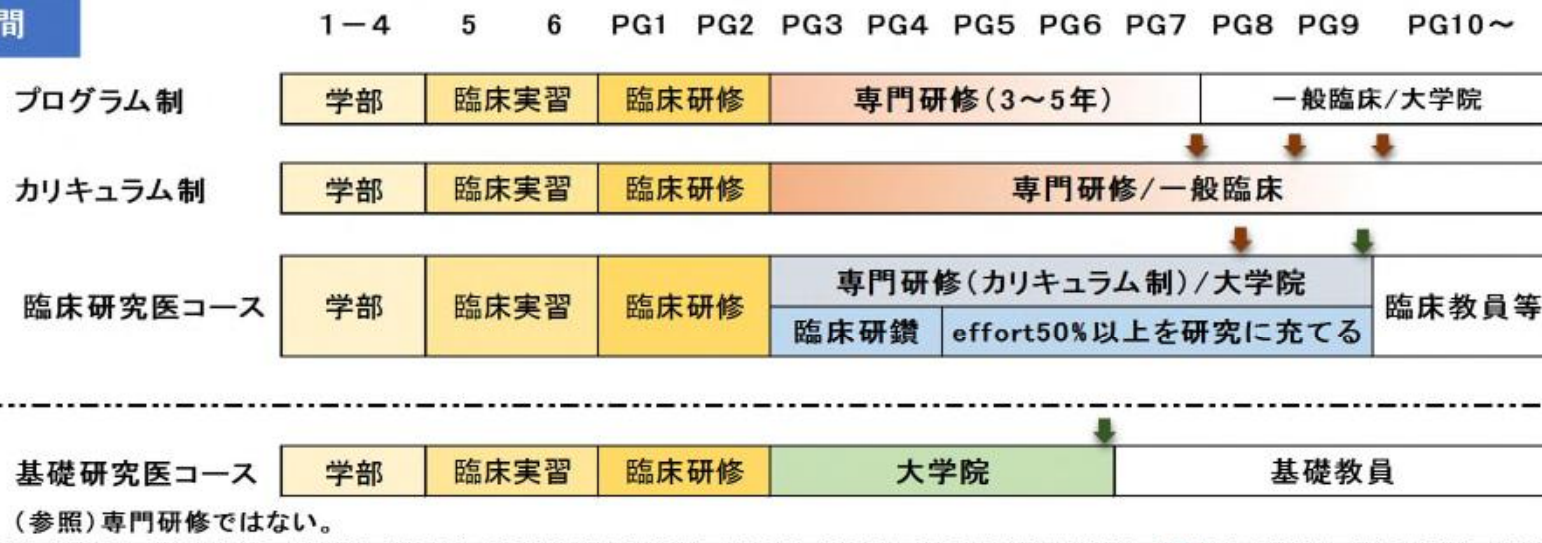 間
1－4 5 6 PG1 PG2 PG3 PG4 PG5 PG6 PG7 PG8 PG9 PG10～
プログラム制 学部 臨床実習 臨床研修 専門研修(3～5年) 一般臨床/大学院
カリキュラム制 学部 臨床実習 臨床研修 専門研修/一般臨床
臨床研究医コース 学部 臨床実習 臨床研修 専門研修(カリキュラム制)/大学院 臨床教員等
臨床研鑽 effort50%以上を研究に充てる
基礎研究医コース 学部 臨床実習 臨床研修 大学院 基礎教員
(参照)専門研修ではない。